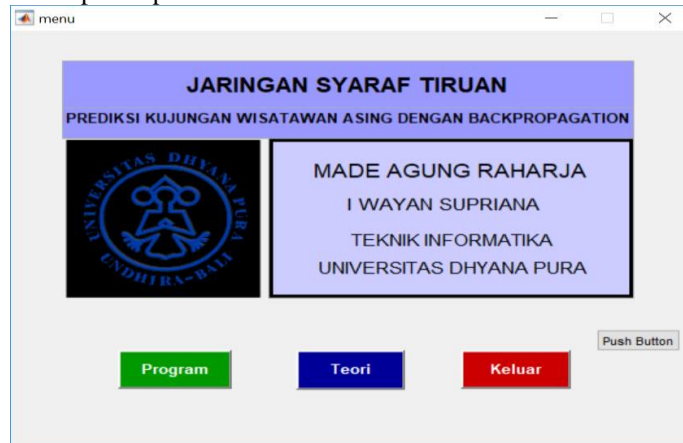 menu
JARINGAN SYARAF TIRUAN
PREDIKSI KUJUNGAN WISATAWAN ASING DENGAN BACKPROPAGATION
UNIVERSITAS DHYANA PURA
UNDHIRA-BALI
MADE AGUNG RAHARJA
I WAYAN SUPRIANA
TEKNIK INFORMATIKA
UNIVERSITAS DHYANA PURA
Push Button
Program
Teori
Keluar